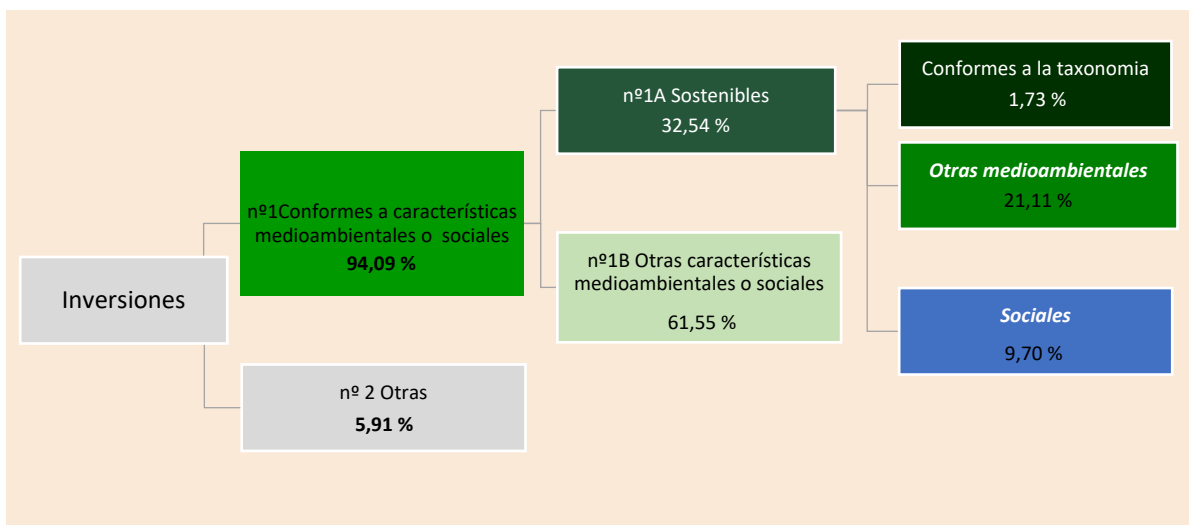 Inversiones
nº1Conformes a características
medioambientales o sociales
94,09 %
nº 2 Otras
5,91 %
nº1A Sostenibles
32,54 %
nº1B Otras características
medioambientales o sociales
61,55 %
Conformes a la taxonomia
1,73 %
Otras medioambientales
21,11 %
Sociales
9,70 %